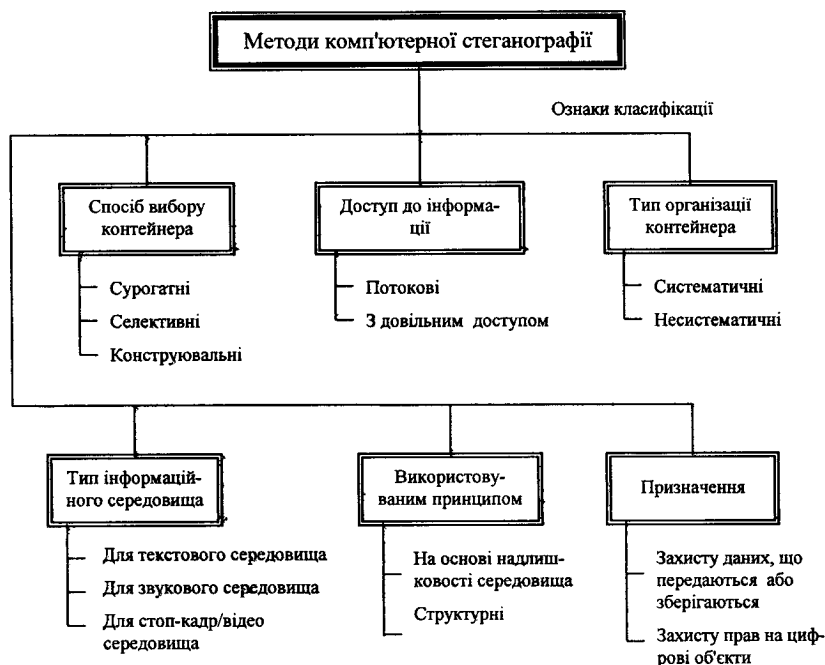 Методи комп'ютерної стеганографії
Ознаки класифікації
Спосіб вибору
контейнера
Сурогатні
Селективні
Конструювальні
Доступ до інформа-
ції
Потокові
З довільним доступом
Тип організації
контейнера
Систематичні
Несистематичні
Тип інформацій-
ного середовища
Для текстового середовища
Для звукового середовища
Для стоп-кадр/відео
середовища
Використову-
ваним принципом
На основі надлиш-
ковості середовища
Структурні
Призначення
Захисту даних, що
передаються або
зберігаються
Захисту прав на циф-
рові об'єкти